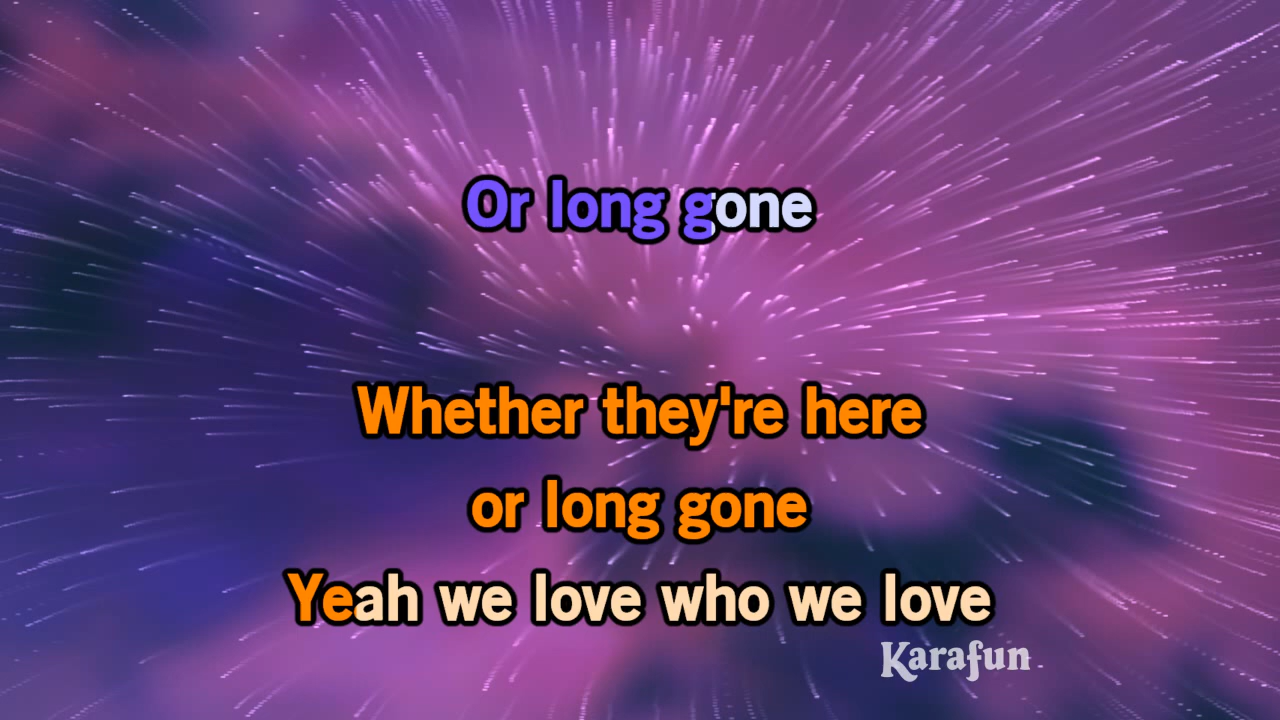 Or long gone
Whether they're here
or long gone
Yeah we love who we love
Karafun